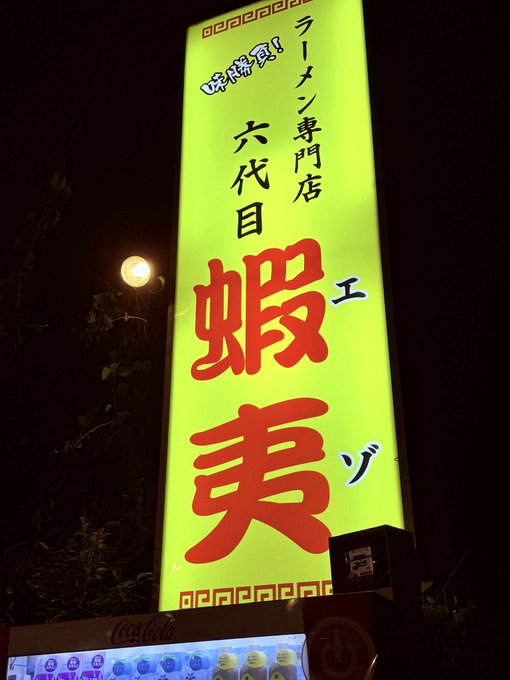 味勝負!
ラーメン専門店
六代目
蝦夷
エゾ
Coca-Cola